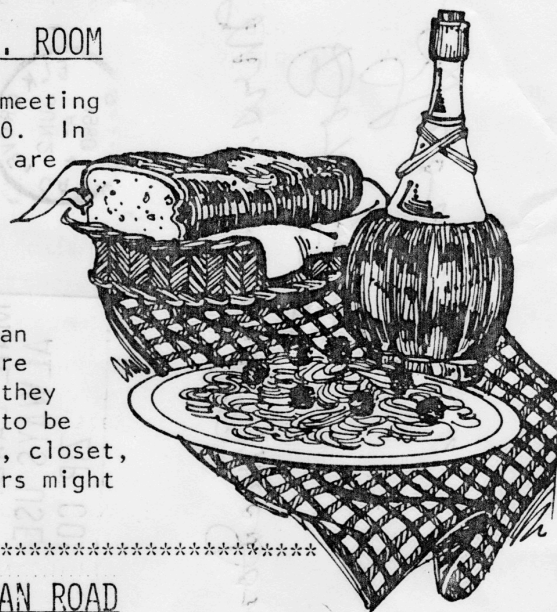 . ROOM
meeting
0. In
are
an
re
they
to be
, closet,
rs might
**********************
AN ROAD